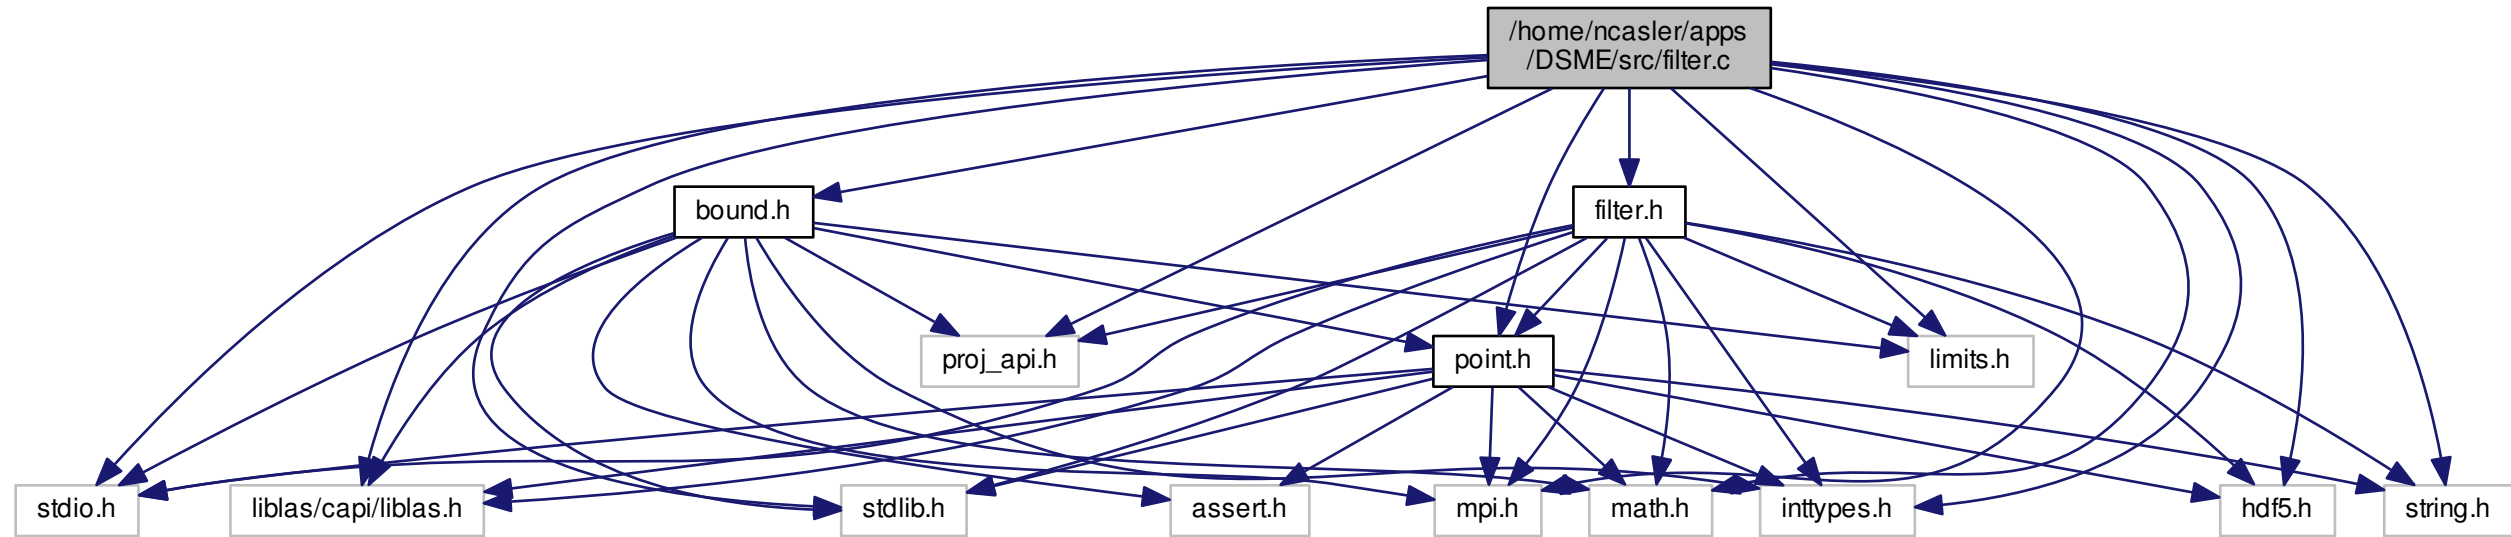 /home/ncasler/apps
/DSME/src/filter.c
bound.h
filter.h
proj_api.h
point.h
limits.h
stdio.h
liblas/capi/liblas.h
stdlib.h
assert.h
mpi.h
math.h
inttypes.h
hdf5.h
string.h